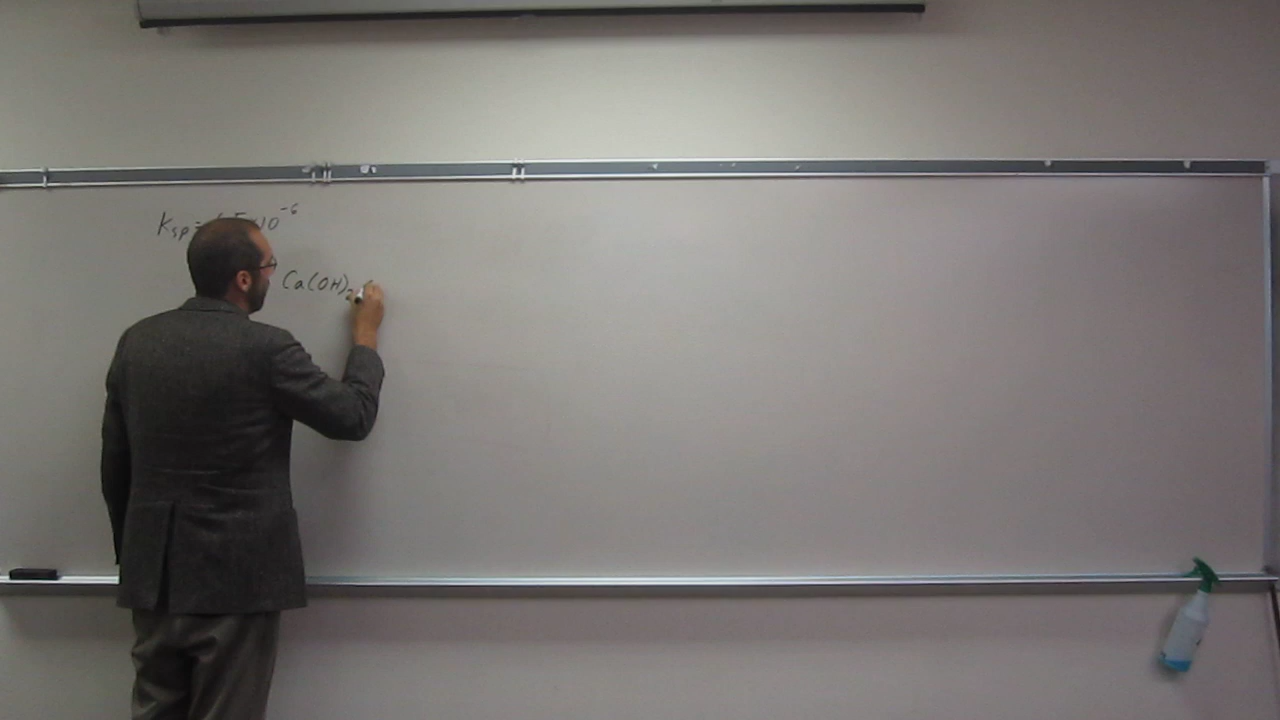 Ksp = 6.5 × 10⁻⁶
Ca(OH)₂ (